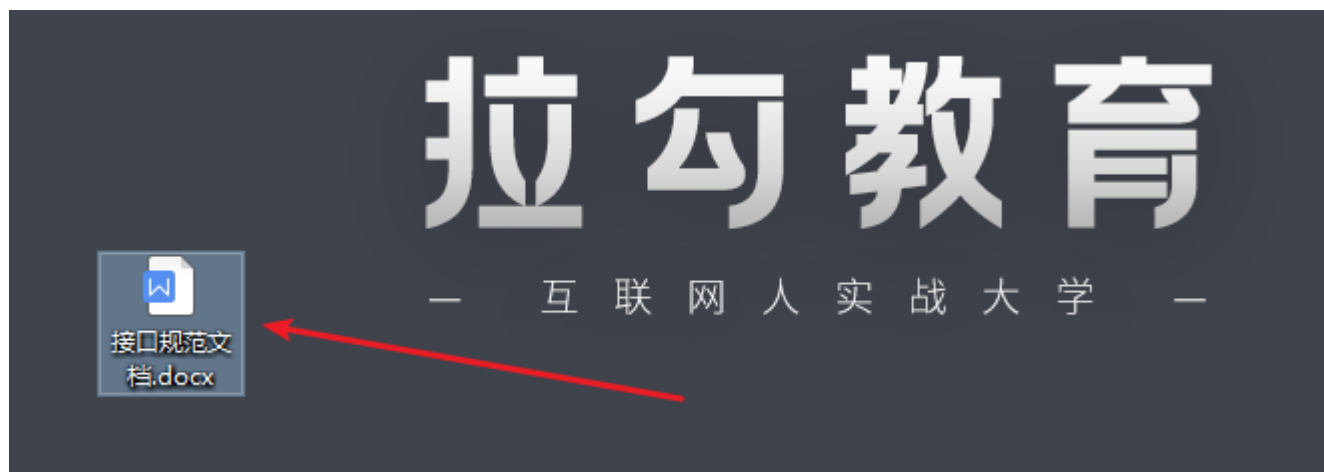 拉勾教育
— 互联网人实战大学 —
接口规范文
档.docx